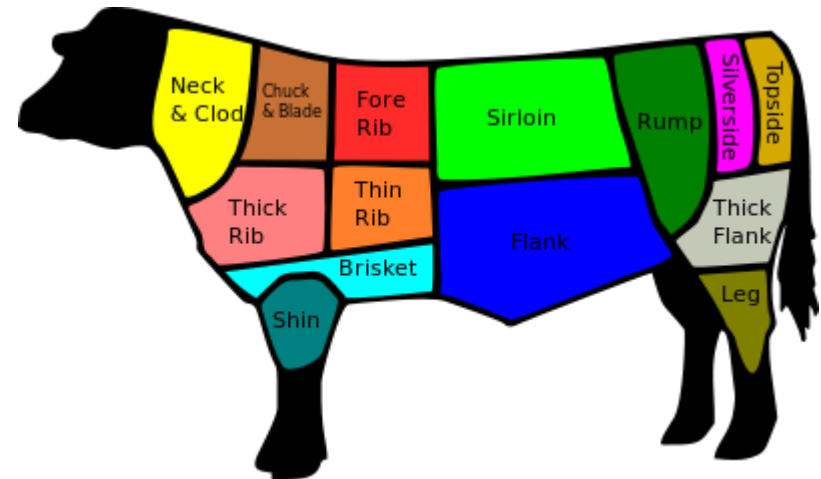 Neck
& Clod
Chuck
& Blade
Fore
Rib
Sirloin
Rump
Silverside
Topside
Thick
Rib
Thin
Rib
Brisket
Flank
Thick
Flank
Shin
Leg